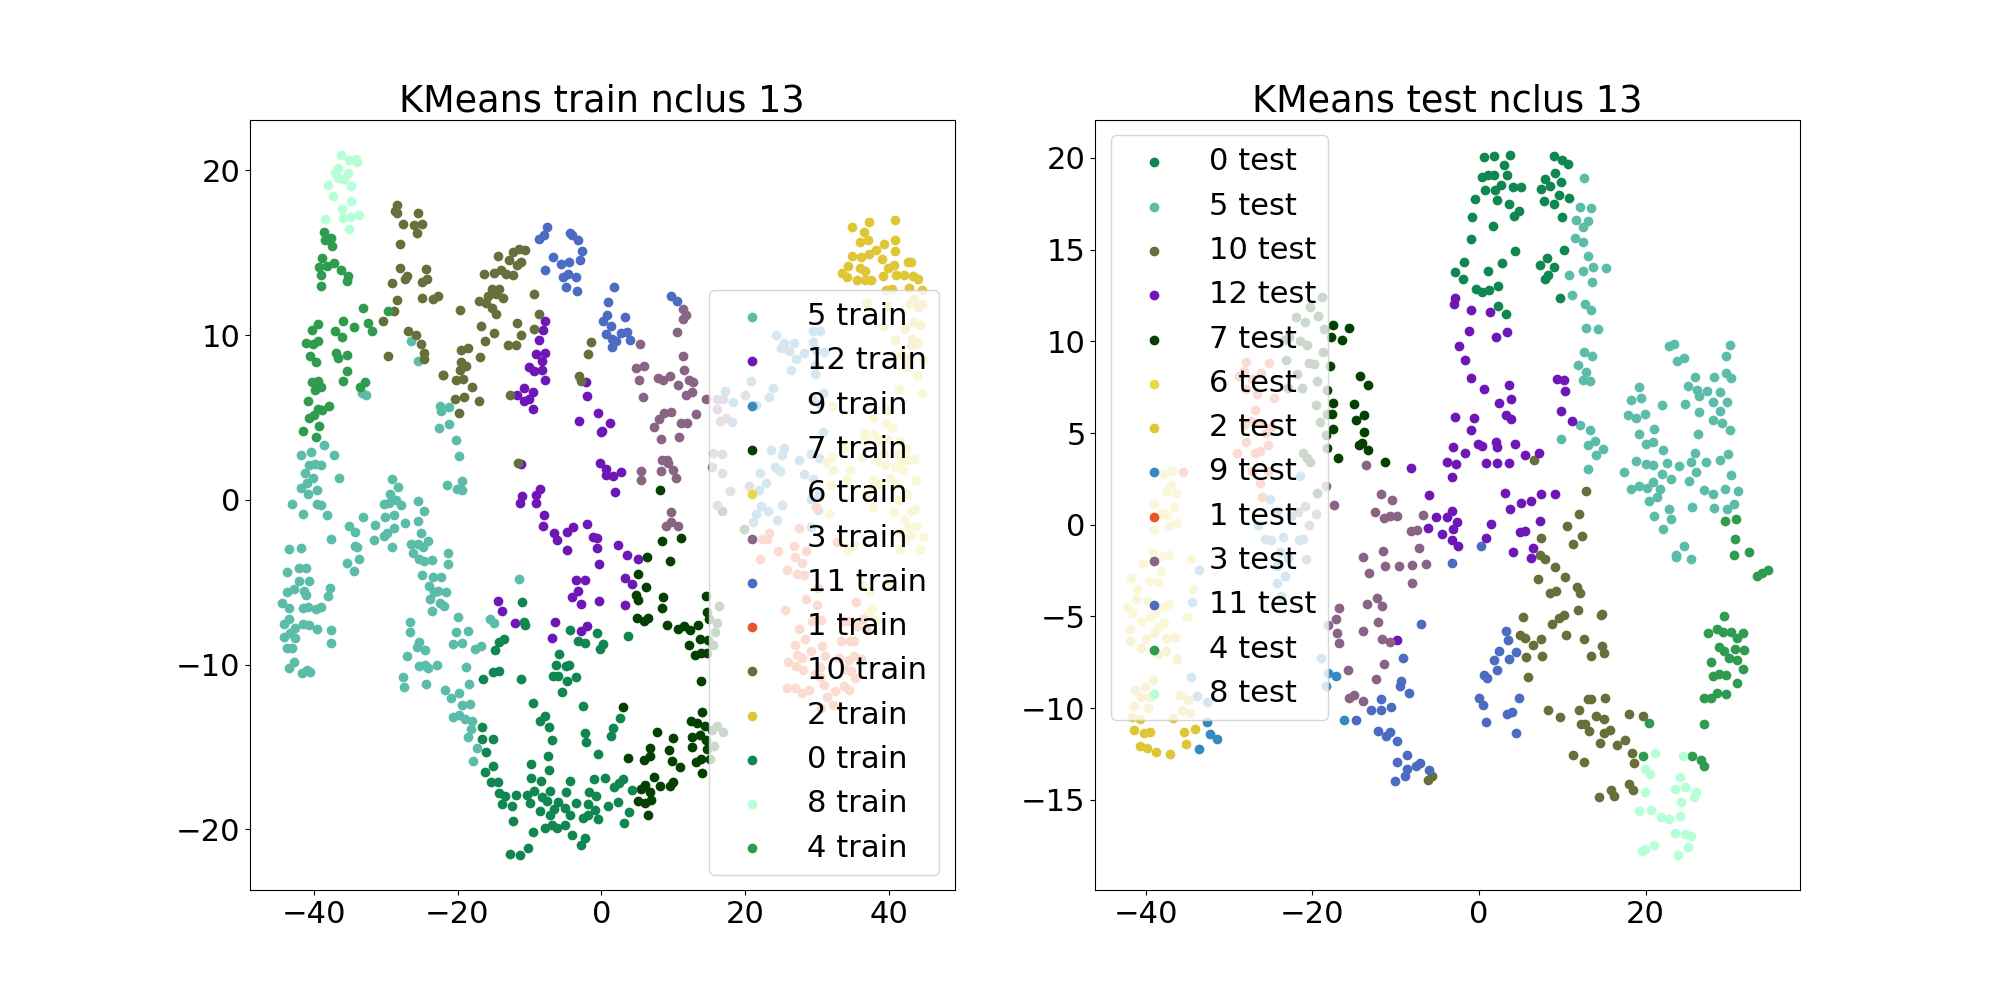 KMeans train nclus 13
20
10
0
−10
−20
−40
−20
0
20
40
5 train
12 train
9 train
7 train
6 train
3 train
11 train
1 train
10 train
2 train
0 train
8 train
4 train
KMeans test nclus 13
20
15
10
5
0
−5
−10
−15
−40
−20
0
20
0 test
5 test
10 test
12 test
7 test
6 test
2 test
9 test
1 test
3 test
11 test
4 test
8 test